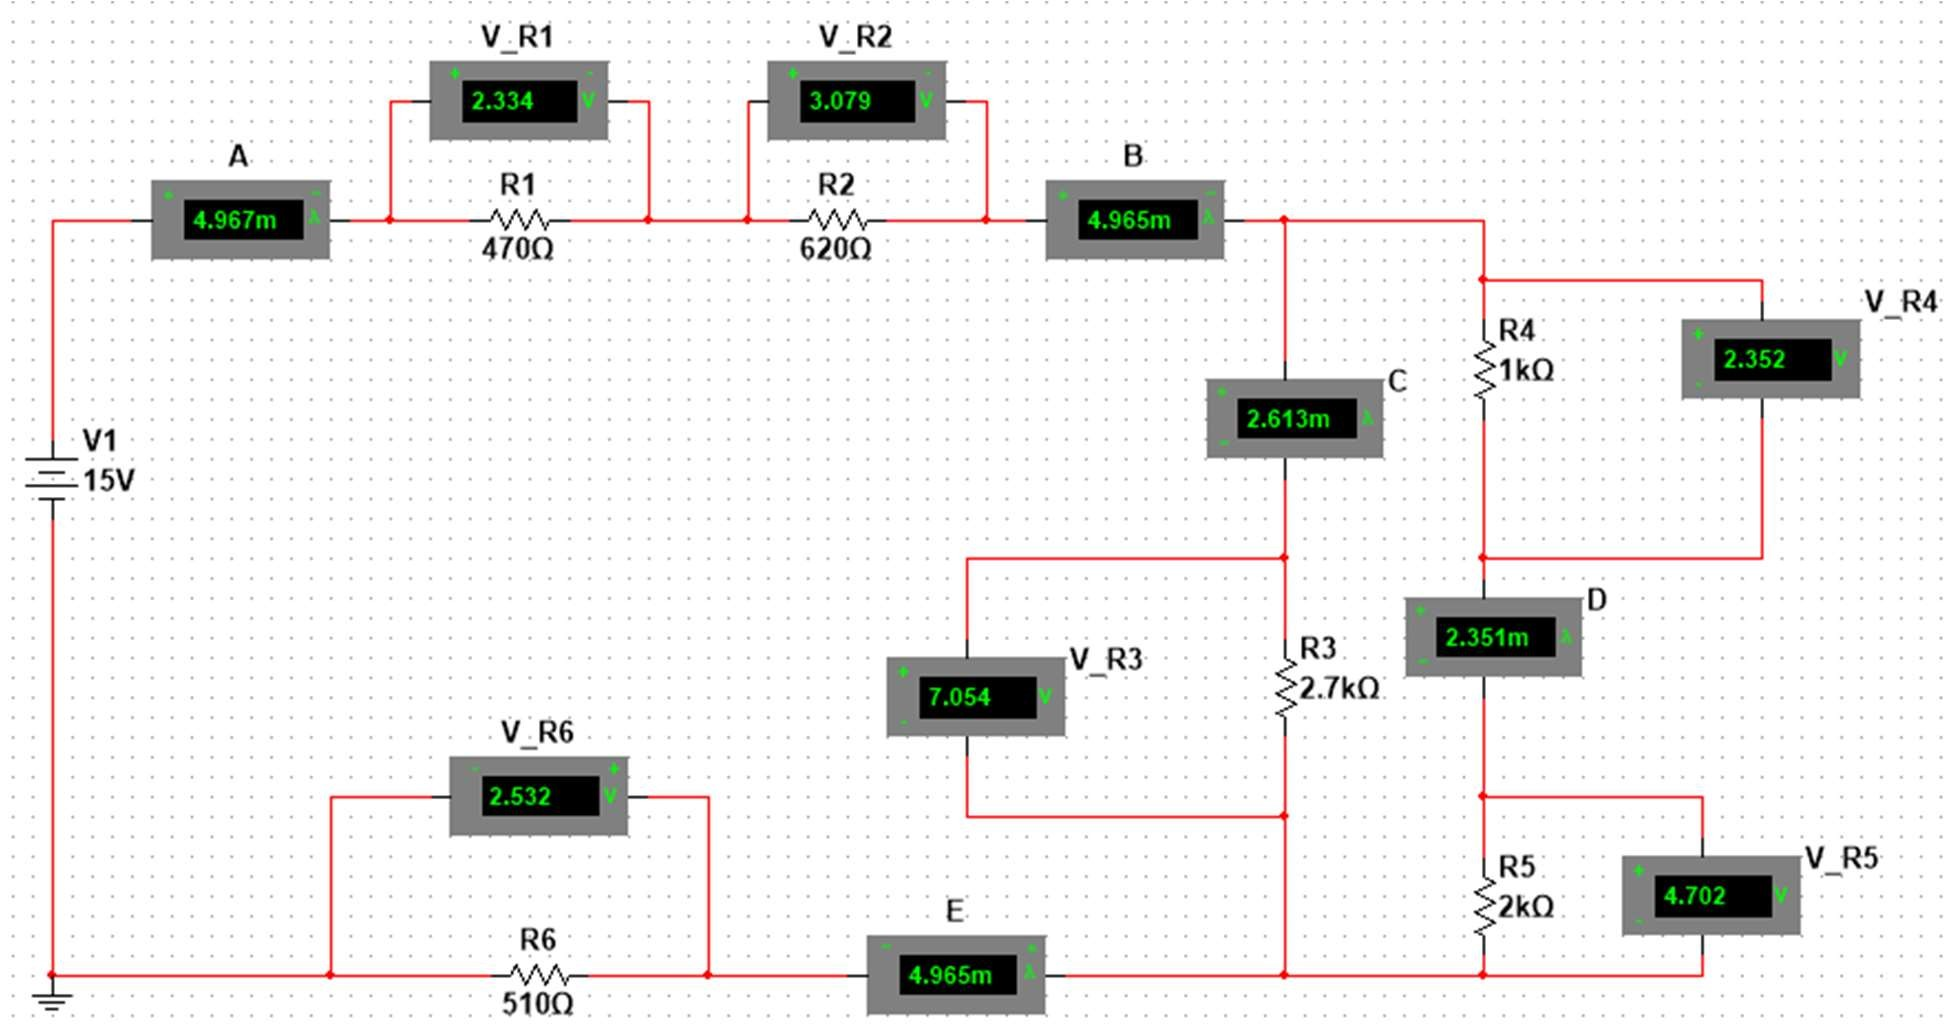 V_R1
V_R2
+ -
2.334 V
+ -
3.079 V
A
B
R1
R2
+ -
4.967m A
+ -
4.965m A
470Ω
620Ω
V_R4
R4
1kΩ
+
2.352 V
-
C
+
2.613m A
-
V1
15V
D
+
2.351m A
-
R3
2.7kΩ
V_R3
+
7.054 V
-
V_R6
- +
2.532 V
R5
2kΩ
V_R5
+
4.702 V
-
E
R6
- +
4.965m A
510Ω